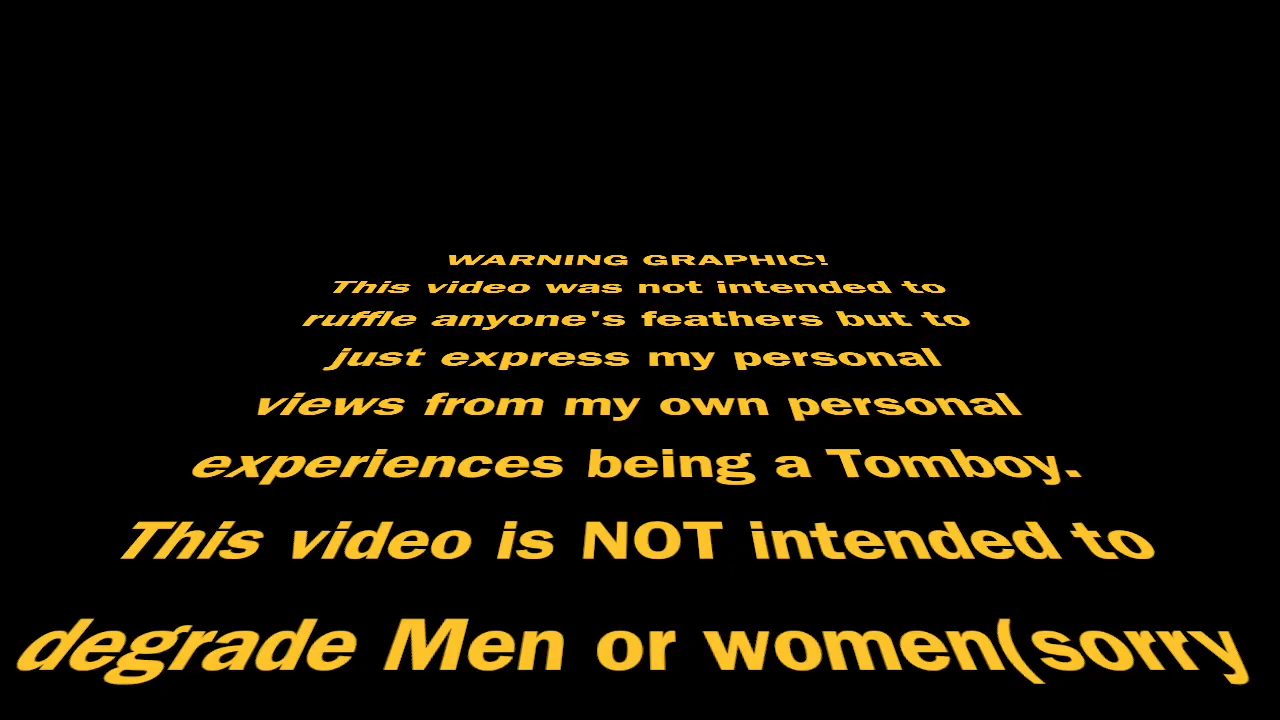 WARNING GRAPHIC!
This video was not intended to
ruffle anyone's feathers but to
just express my personal
views from my own personal
experiences being a Tomboy.
This video is NOT intended to
degrade Men or women(sorry